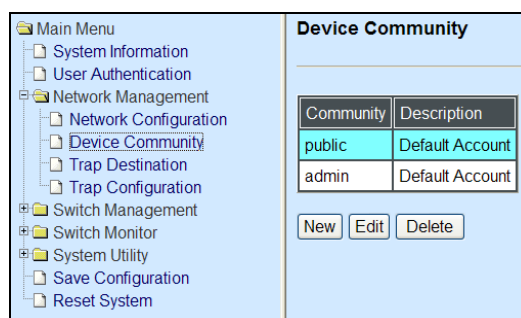 Main Menu
System Information
User Authentication
Network Management
Network Configuration
Device Community
Trap Destination
Trap Configuration
Switch Management
Switch Monitor
System Utility
Save Configuration
Reset System
Device Community
Community Description
public Default Account
admin Default Account
New Edit Delete